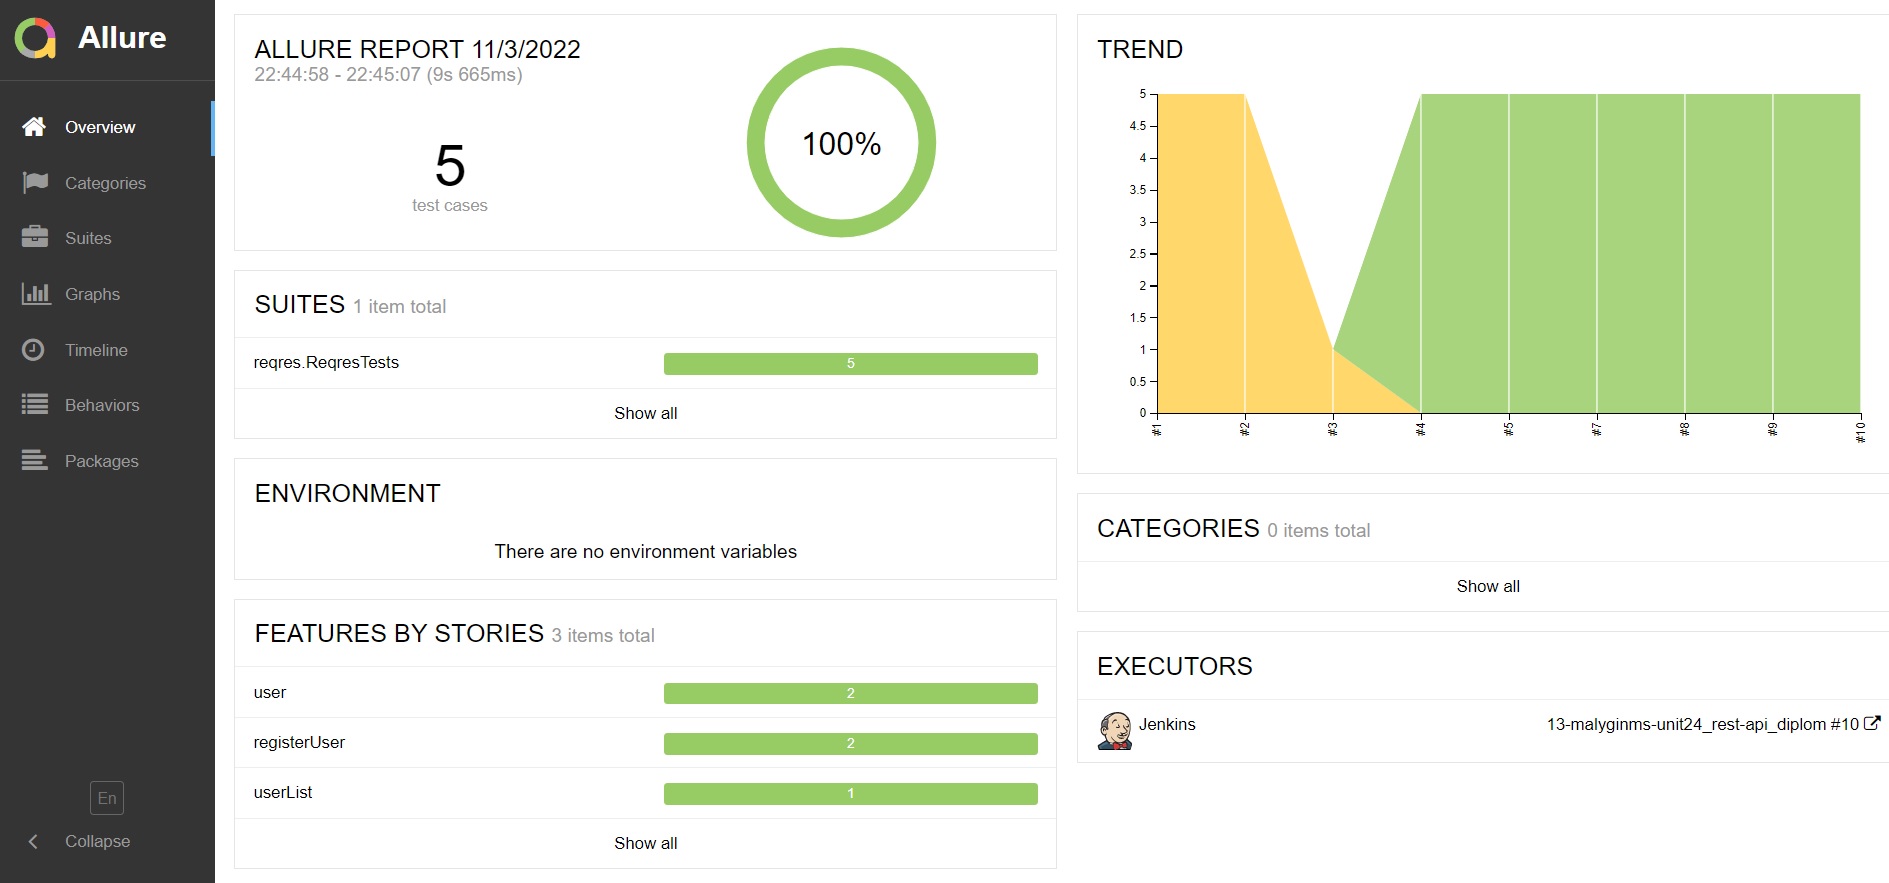 Allure
Overview
Categories
Suites
Graphs
Timeline
Behaviors
Packages
En
Collapse
ALLURE REPORT 11/3/2022
22:44:58 - 22:45:07 (9s 665ms)
5
test cases
100%
SUITES 1 item total
reqres.ReqresTests 5
Show all
ENVIRONMENT
There are no environment variables
FEATURES BY STORIES 3 items total
user 2
registerUser 2
userList 1
Show all
TREND
5
4.5
4
3.5
3
2.5
2
1.5
1
0.5
0
#1 #2 #3 #4 #5 #7 #8 #9 #10
CATEGORIES 0 items total
Show all
EXECUTORS
Jenkins 13-malyginms-unit24_rest-api_diplom #10